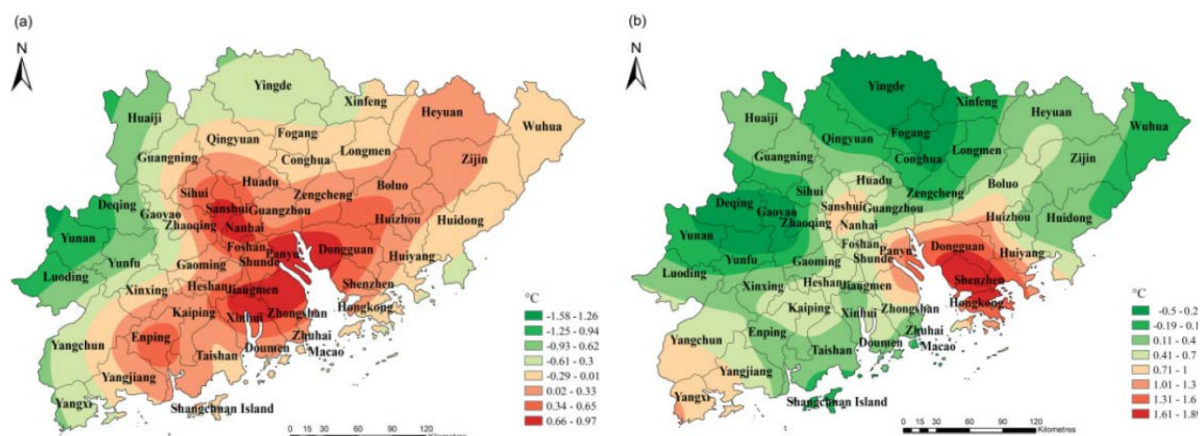 (a)
N
Yingde
Xinfeng
Heyuan
Wuhua
Huaiji
Qingyuan
Fogang
Longmen
Guangning
Conghua
Zijin
Huadu
Boluo
Sihui
Zengcheng
Deqing
Sanshui Guangzhou
Gaoyao
Huizhou
Huidong
Zhaoqing
Nanhai
Yunan
Foshan
Panyu
Dongguan
Yunfu
Shunde
Huiyang
Luoding
Gaoming
Shenzhen
Xinxing
Heshan Jiangmen
Hongkong
Kaiping
Zhongshan
Xinhui
Enping
Zhuhai
Yangchun
Taishan
Doumen
Macao
Yangjiang
Yangxi
Shangchuan Island
°C
-1.58 - 1.26
-1.25 - 0.94
-0.93 - 0.62
-0.61 - 0.3
-0.29 - 0.01
0.02 - 0.33
0.34 - 0.65
0.66 - 0.97
0 15 30 60 90 120
Kilometres
(b)
N
Yingde
Xinfeng
Heyuan
Wuhua
Huaiji
Qingyuan
Fogang
Longmen
Guangning
Conghua
Zijin
Huadu
Boluo
Sihui
Zengcheng
Deqing
Sanshui Guangzhou
Gaoyao
Huizhou
Huidong
Zhaoqing
Nanhai
Yunan
Foshan
Panyu
Dongguan
Yunfu
Shunde
Huiyang
Luoding
Gaoming
Shenzhen
Xinxing
Heshan Jiangmen
Hongkong
Kaiping
Zhongshan
Xinhui
Enping
Zhuhai
Yangchun
Taishan
Doumen
Macao
Yangjiang
Yangxi
Shangchuan Island
°C
-0.5 - 0.2
-0.19 - 0.1
0.11 - 0.4
0.41 - 0.7
0.71 - 1
1.01 - 1.3
1.31 - 1.6
1.61 - 1.89
0 15 30 60 90 120
Kilometres